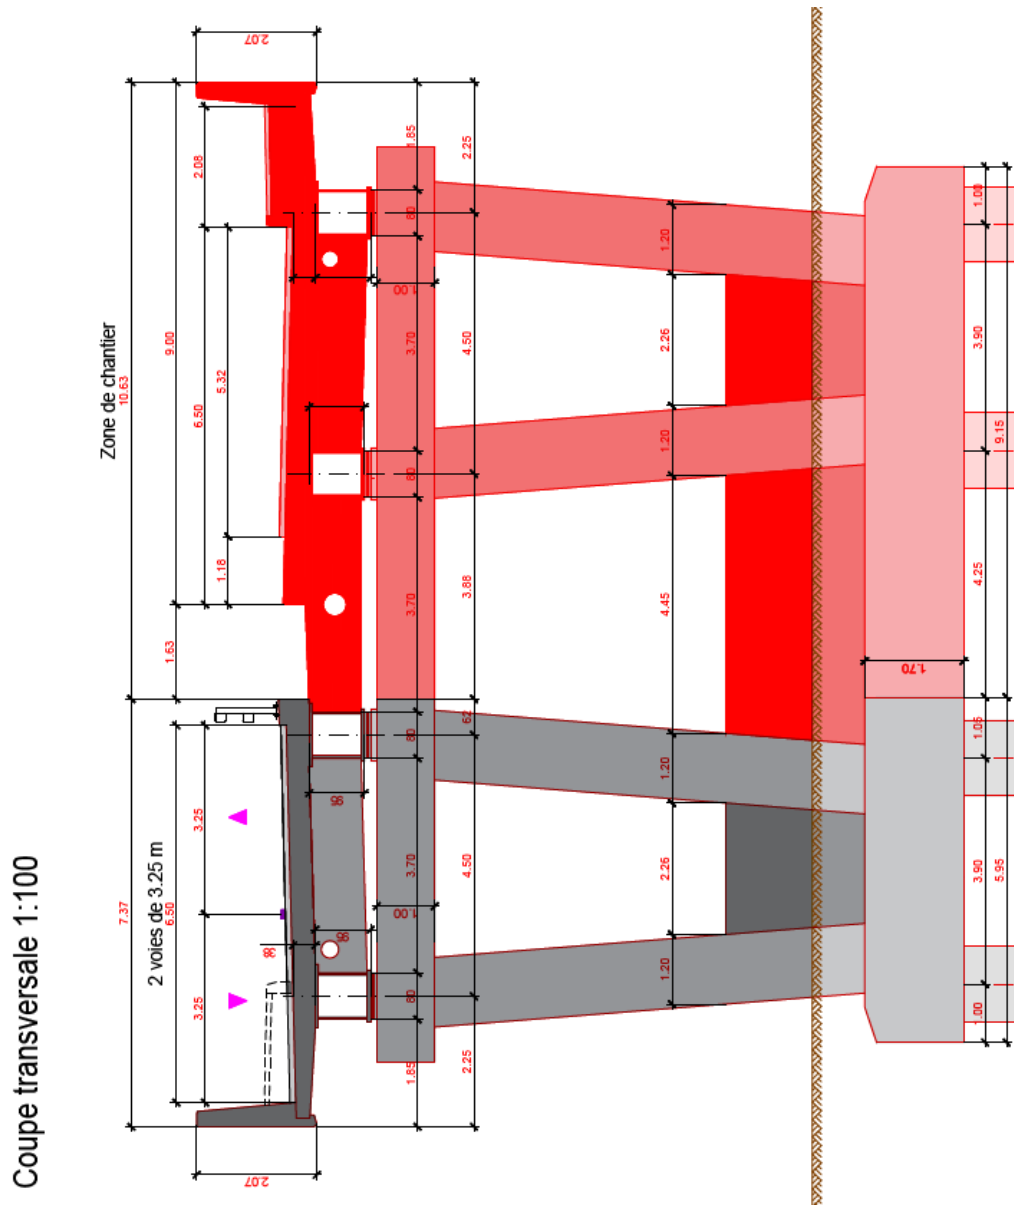 Coupe transversale 1:100
Zone de chantier
7.37 10.63
2 voies de 3.25 m
6.50 1.63 9.00
3.25 3.25 6.50 2.08
1.18 5.32
2.07 2.07
38
95 95
1.00 1.00
1.85 80 3.70 80 3.70 80 3.70 80 1.85
2.25 4.50 62 3.88 4.50 2.25
1.20 2.26 1.20 4.45 1.20 2.26 1.20
1.70
1.00 3.90 1.05 4.25 3.90 1.00
5.95 9.15